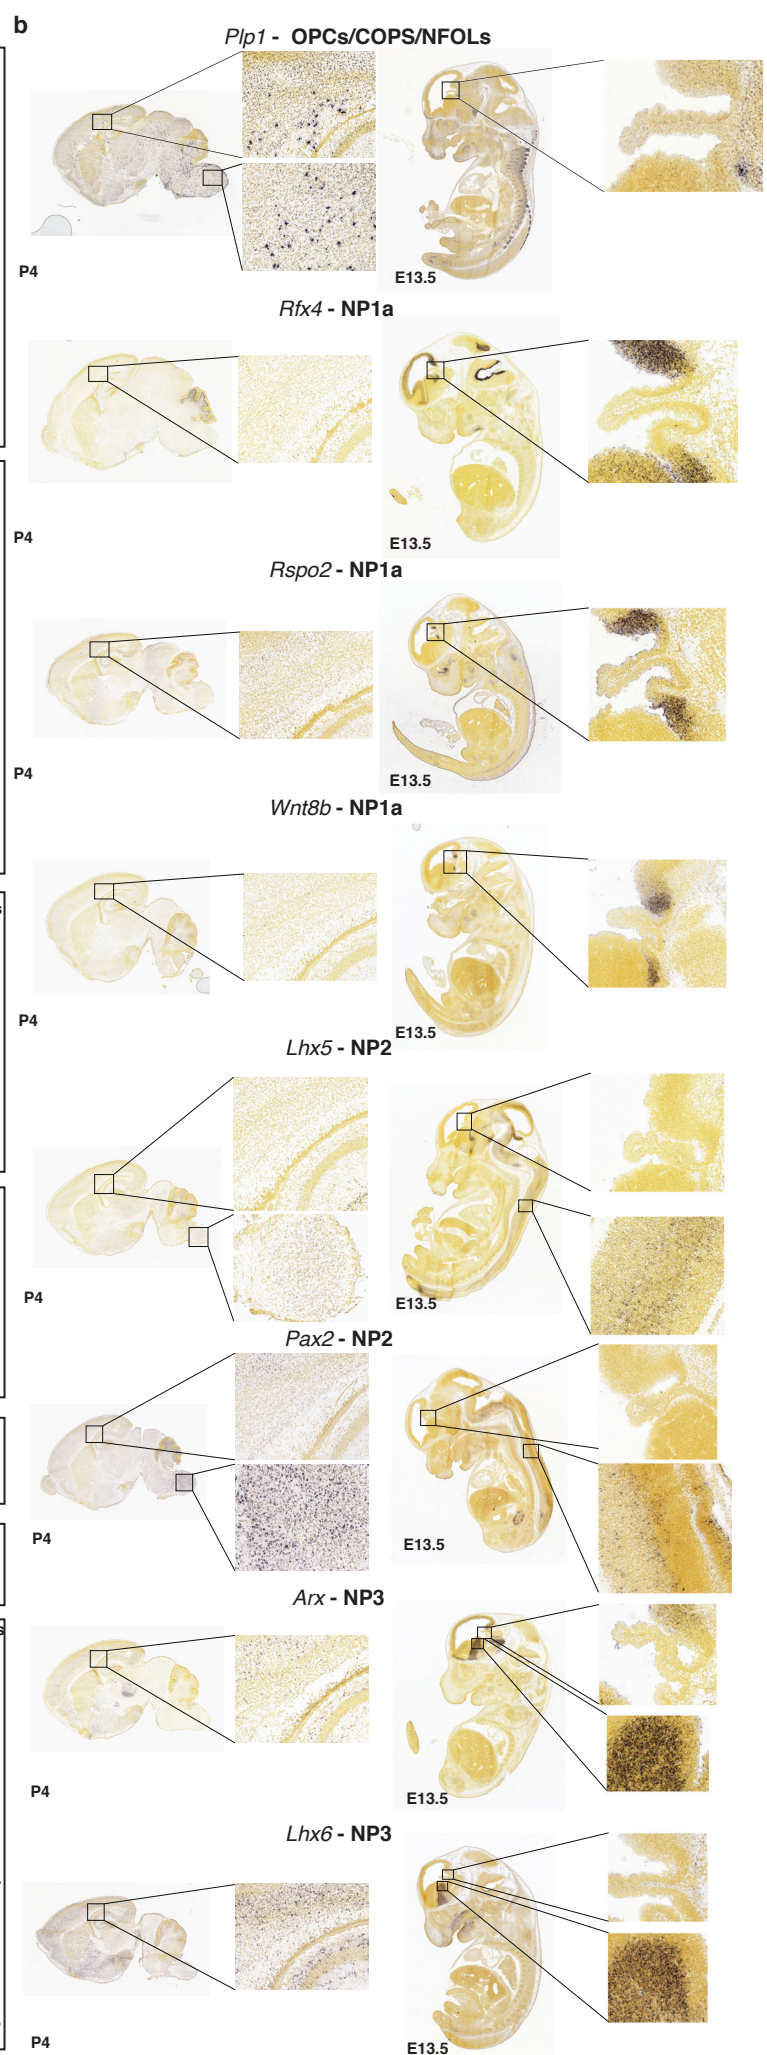 b
Plp1 - OPCs/COPS/NFOLs
P4
E13.5
Rfx4 - NP1a
P4
E13.5
Rspo2 - NP1a
P4
E13.5
Wnt8b - NP1a
s
P4
E13.5
Lhx5 - NP2
P4
E13.5
Pax2 - NP2
P4
E13.5
Arx - NP3
s
P4
E13.5
Lhx6 - NP3
P4
E13.5